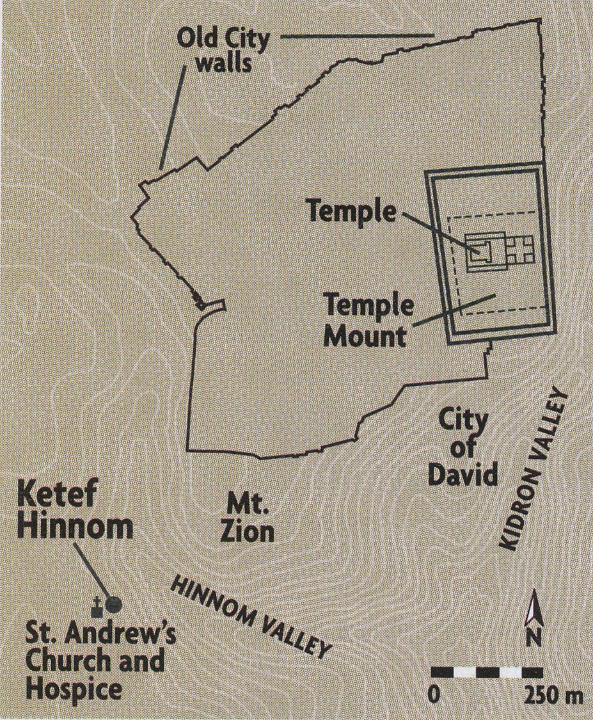 Old City
walls
Temple
Temple
Mount
City
of
David
KIDRON VALLEY
Ketef
Hinnom
Mt.
Zion
HINNOM VALLEY
St. Andrew's
Church and
Hospice
N
0 250 m